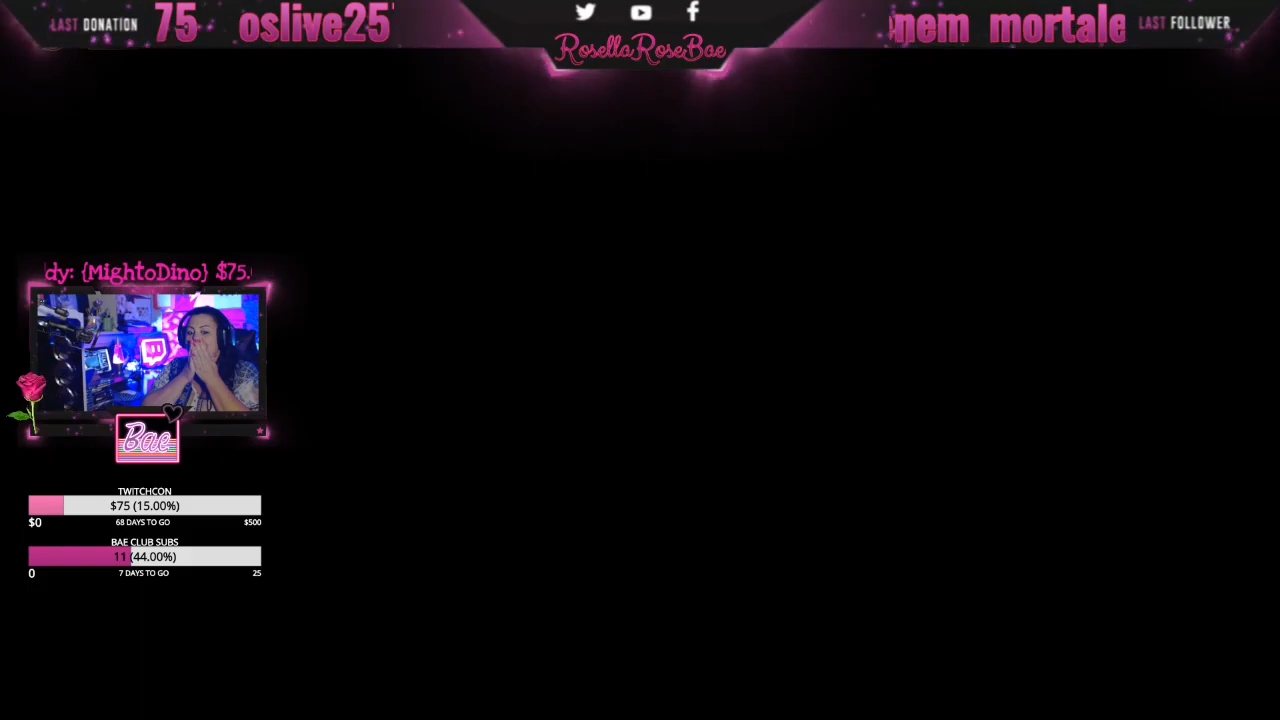 LAST DONATION 75 oslive25
RosellaRoseBae
mortale LAST FOLLOWER
dy: {MightoDino} $75.
Bae
TWITCHCON
$75 (15.00%)
$0 68 DAYS TO GO $500
BAE CLUB SUBS
11 (44.00%)
0 7 DAYS TO GO 25